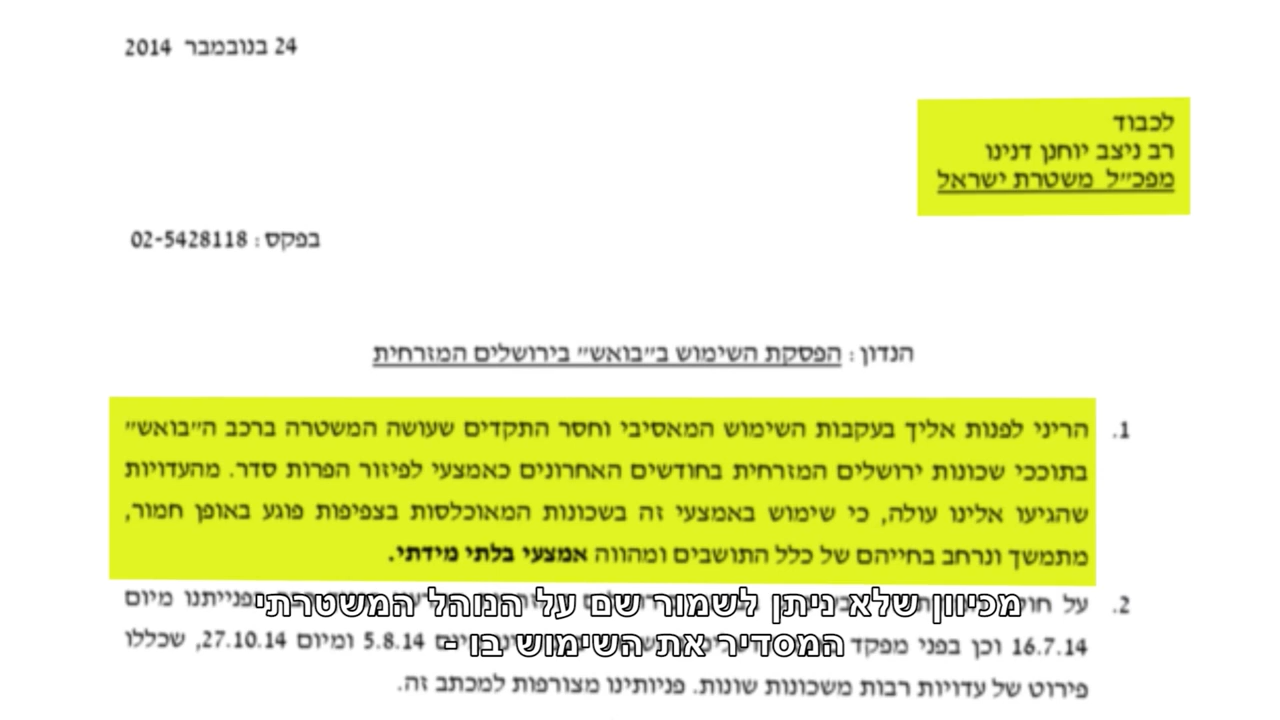 24 בנובמבר 2014
לכבוד
רב ניצב יוחנן דנינו
מפכ״ל משטרת ישראל
בפקס: 02-5428118
הנדון: הפסקת השימוש ב״בואש״ בירושלים המזרחית
1. הריני לפנות אליך בעקבות השימוש המאסיבי וחסר התקדים שעושה המשטרה ברכב ה״בואש״
בתוככי שכונות ירושלים המזרחית בחודשים האחרונים כאמצעי לפיזור הפרות סדר. מהעדויות
שהגיעו אלינו עולה, כי שימוש באמצעי זה בשכונות המאוכלסות בצפיפות פוגע באופן חמור,
מתמשך ונרחב בחייהם של כלל התושבים ומהווה אמצעי בלתי מידתי.
2. על פנייתנו מיום
16.7.14 וכן בפני מפקד מיום 5.8.14 ומיום 27.10.14, שכללו
פירוט של עדויות רבות משכונות שונות. פניותינו מצורפות למכתב זה.
מכיוון שלא ניתן לשמור שם על הנוהל המשטרתי
המסדיר את השימוש בו -